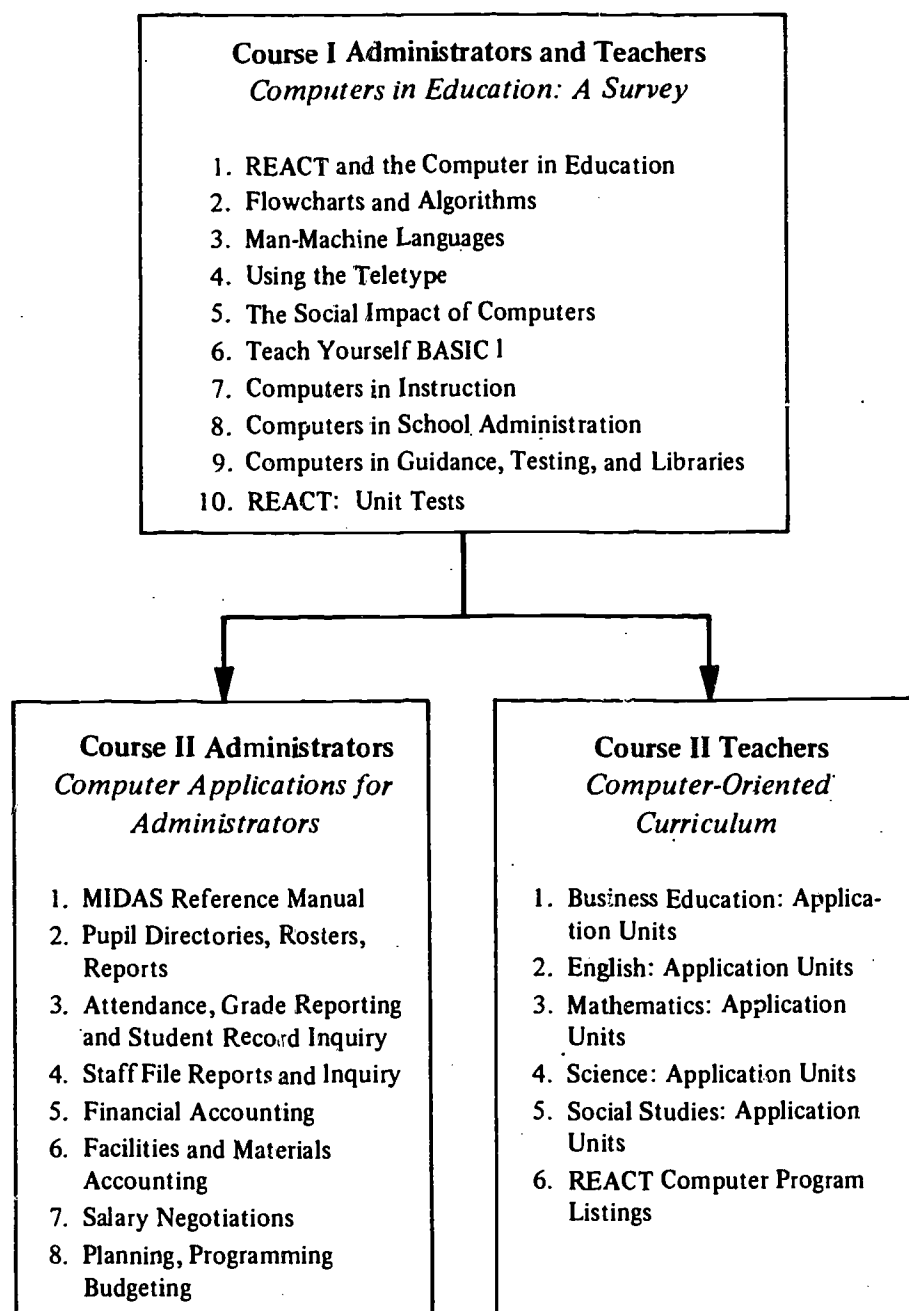 Course I Administrators and Teachers
Computers in Education: A Survey
1. REACT and the Computer in Education
2. Flowcharts and Algorithms
3. Man-Machine Languages
4. Using the Teletype
5. The Social Impact of Computers
6. Teach Yourself BASIC 1
7. Computers in Instruction
8. Computers in School Administration
9. Computers in Guidance, Testing, and Libraries
10. REACT: Unit Tests
Course II Administrators
Computer Applications for
Administrators
1. MIDAS Reference Manual
2. Pupil Directories, Rosters,
Reports
3. Attendance, Grade Reporting
and Student Record Inquiry
4. Staff File Reports and Inquiry
5. Financial Accounting
6. Facilities and Materials
Accounting
7. Salary Negotiations
8. Planning, Programming
Budgeting
Course II Teachers
Computer-Oriented
Curriculum
1. Business Education: Applica-
tion Units
2. English: Application Units
3. Mathematics: Application
Units
4. Science: Application Units
5. Social Studies: Application
Units
6. REACT Computer Program
Listings